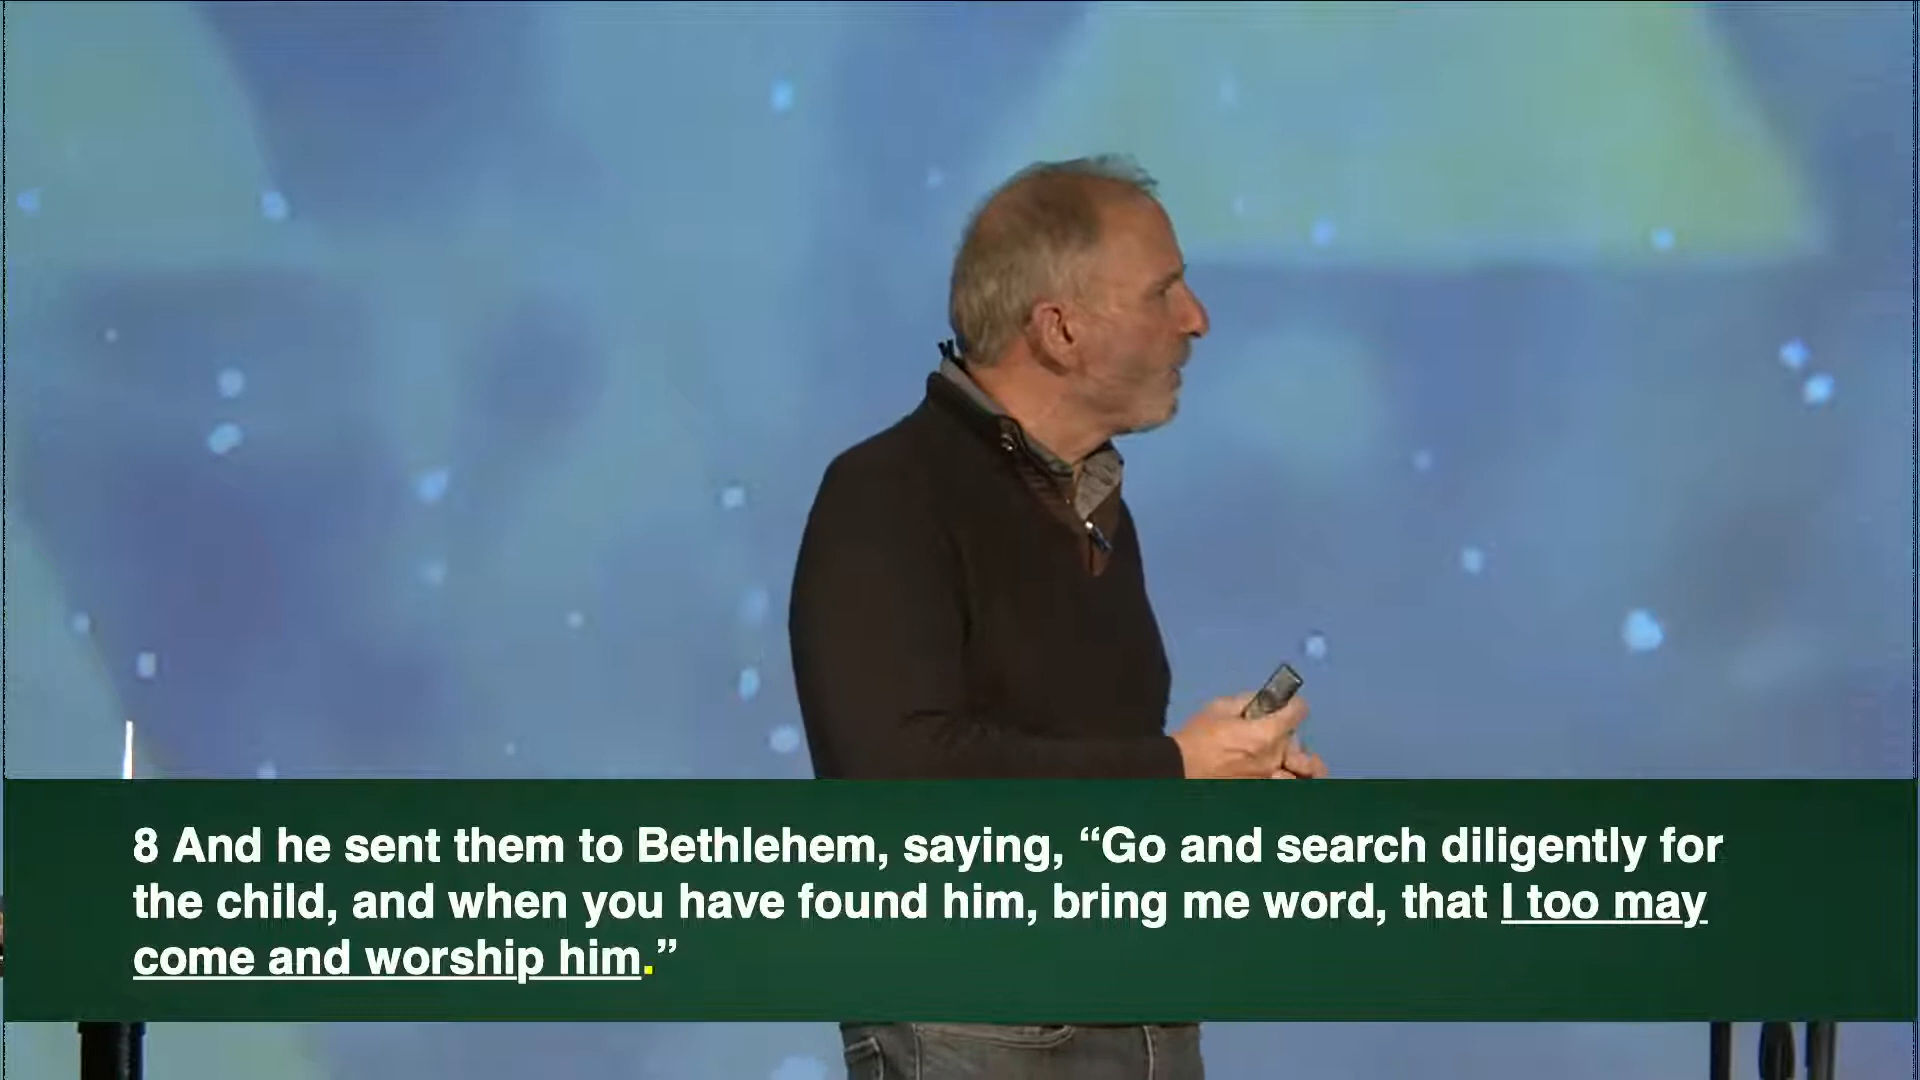 8 And he sent them to Bethlehem, saying, “Go and search diligently for
the child, and when you have found him, bring me word, that I too may
come and worship him.”